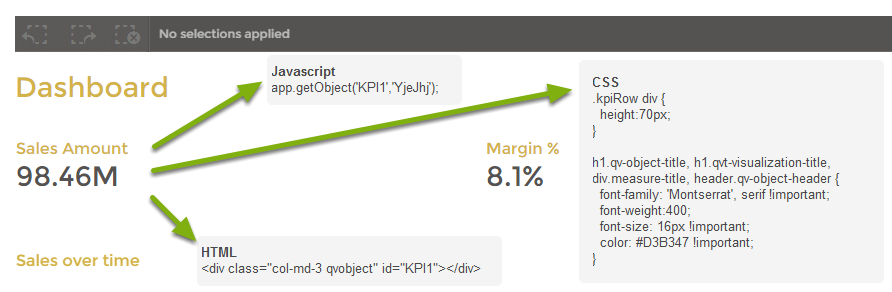 No selections applied
Dashboard
Javascript
app.getObject('KPI1','YjeJhj');
Sales Amount
98.46M
Margin %
8.1%
CSS
.kpiRow div {
height:70px;
}
h1.qv-object-title, h1.qvt-visualization-title,
div.measure-title, header.qv-object-header {
font-family: 'Montserrat', serif !important;
font-weight:400;
font-size: 16px !important;
color: #D3B347 !important;
}
Sales over time
HTML
<div class="col-md-3 qvobject" id="KPI1"></div>